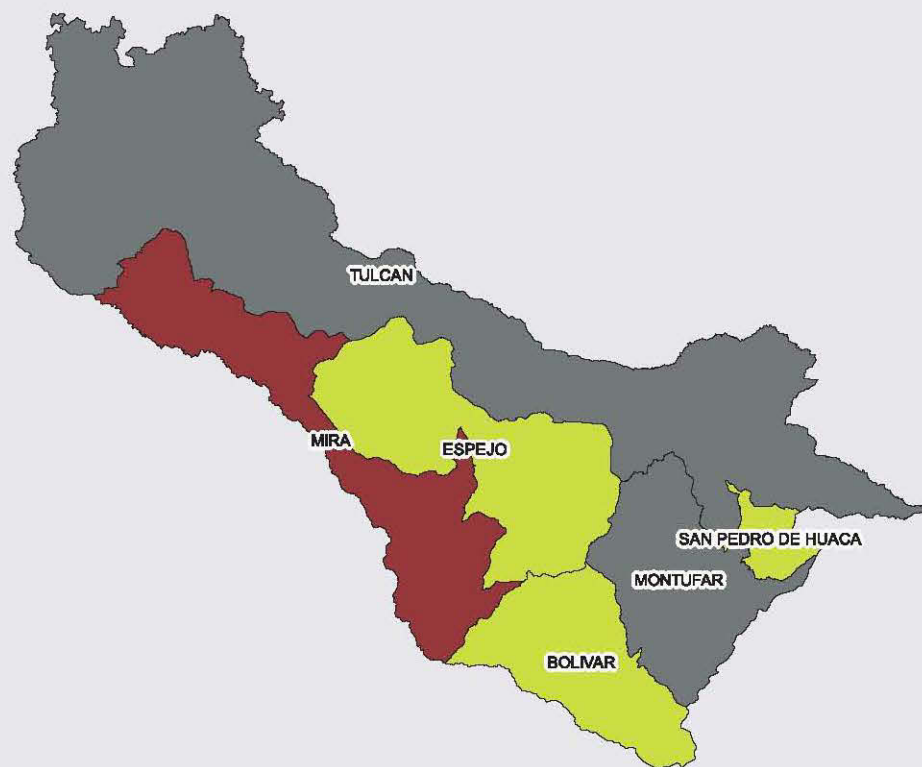 TULCAN
MIRA
ESPEJO
SAN PEDRO DE HUACA
MONTUFAR
BOLIVAR